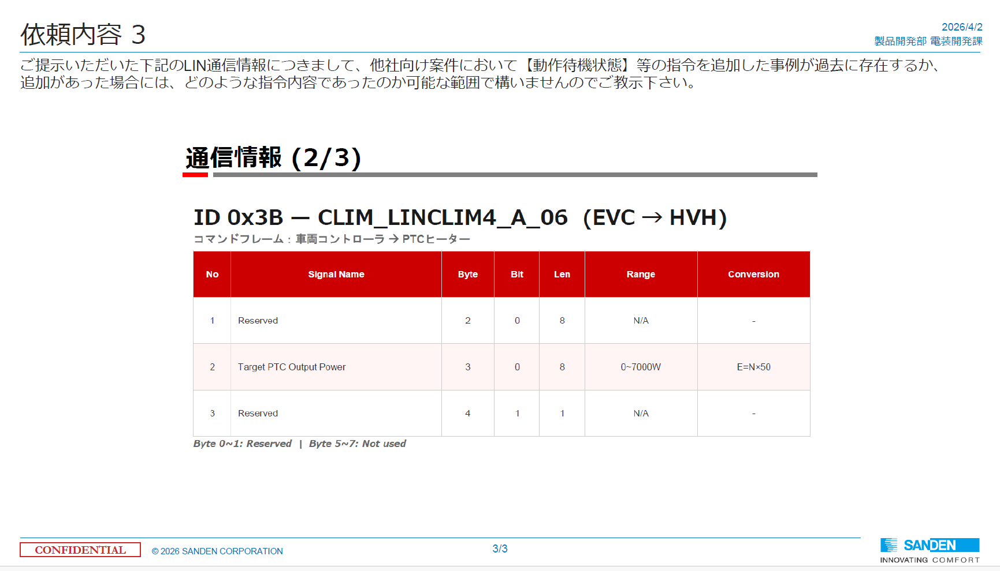 依頼内容 3
2026/4/2
製品開発部 電装開発課
ご提示いただいた下記のLIN通信情報につきまして、他社向け案件において【動作待機状態】等の指令を追加した事例が過去に存在するか、
追加があった場合には、どのような指令内容であったのか可能な範囲で構いませんのでご教示下さい。
通信情報 (2/3)
ID 0x3B — CLIM_LINCLIM4_A_06 (EVC → HVH)
コマンドフレーム：車両コントローラ → PTCヒーター
No Signal Name Byte Bit Len Range Conversion
1 Reserved 2 0 8 N/A -
2 Target PTC Output Power 3 0 8 0~7000W E=N×50
3 Reserved 4 1 1 N/A -
Byte 0~1: Reserved | Byte 5~7: Not used
CONFIDENTIAL
© 2026 SANDEN CORPORATION
3/3
SANDEN
INNOVATING COMFORT